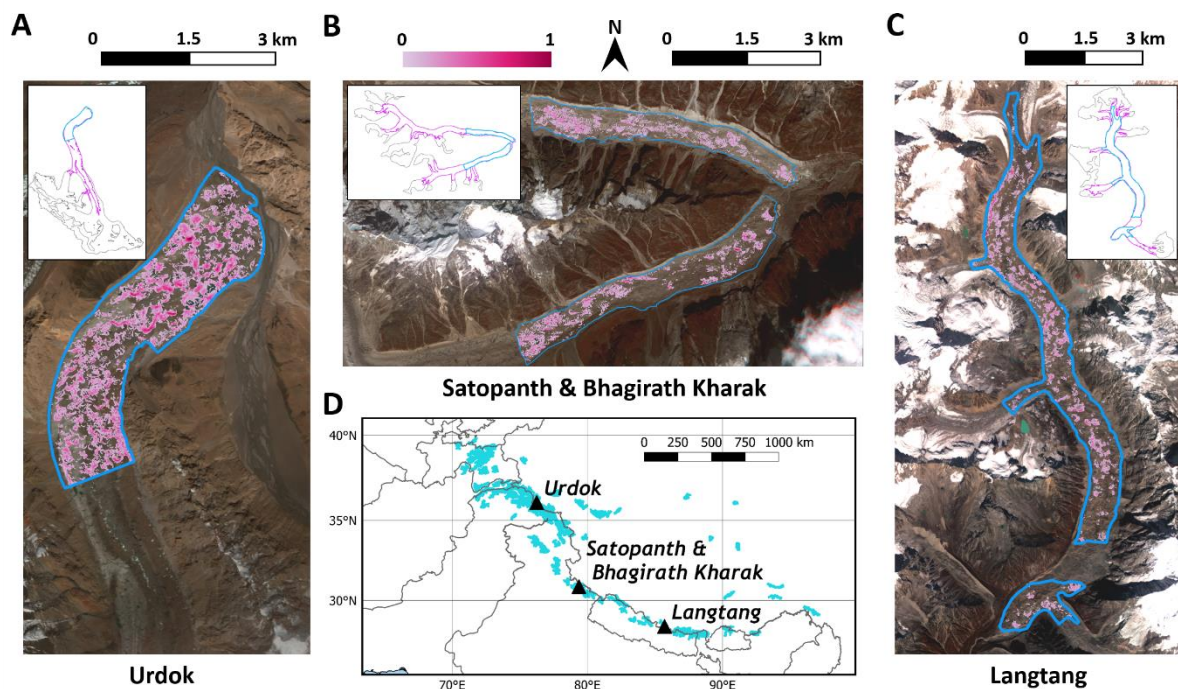 A
0 1.5 3 km
Urdok
B
0 1
N
0 1.5 3 km
Satopanth & Bhagirath Kharak
C
0 1.5 3 km
Langtang
D
0 250 500 750 1000 km
40°N
35°N
30°N
70°E 80°E 90°E
Urdok
Satopanth &
Bhagirath Kharak
Langtang